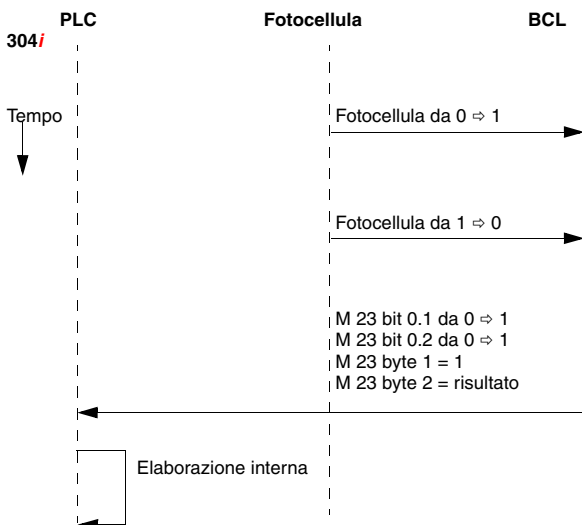 PLC Fotocellula BCL
304i
Tempo
Fotocellula da 0 ⇨ 1
Fotocellula da 1 ⇨ 0
M 23 bit 0.1 da 0 ⇨ 1
M 23 bit 0.2 da 0 ⇨ 1
M 23 byte 1 = 1
M 23 byte 2 = risultato
Elaborazione interna